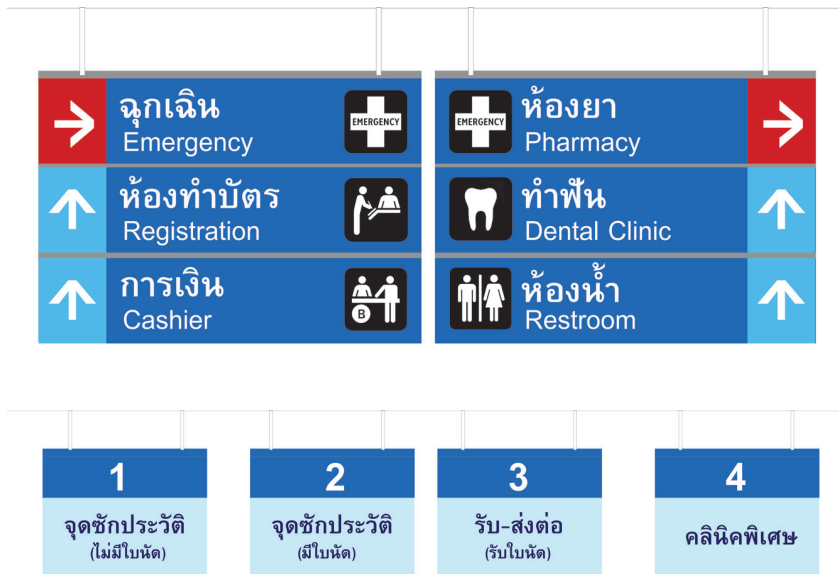 ฉุกเฉิน
Emergency
EMERGENCY
ห้องทำบัตร
Registration
การเงิน
Cashier
B
EMERGENCY
ห้องยา
Pharmacy
ทำฟัน
Dental Clinic
ห้องน้ำ
Restroom
1
จุดซักประวัติ
(ไม่มีใบนัด)
2
จุดซักประวัติ
(มีใบนัด)
3
รับ-ส่งต่อ
(รับใบนัด)
4
คลินิคพิเศษ